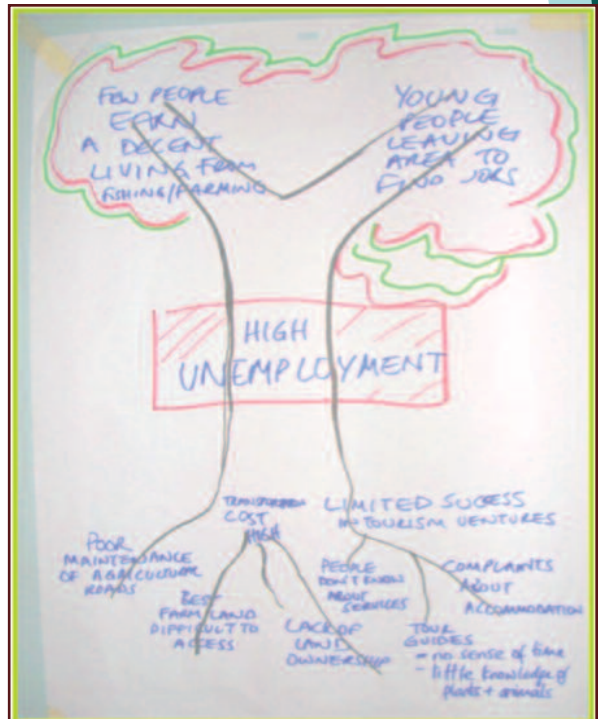 FEW PEOPLE
EARN
A DECENT
LIVING FROM
FISHING/FARMING
YOUNG
PEOPLE
LEAVING
AREA TO
FIND JOBS
HIGH
UNEMPLOYMENT
POOR
MAINTENANCE
OF AGRICULTURAL
ROADS
COST
HIGH
BEST
FARM LAND
DIFFICULT TO
ACCESS
LACK OF
LAND
OWNERSHIP
LIMITED SUCCESS
IN TOURISM VENTURES
PEOPLE
DON'T KNOW
ABOUT
SERVICES
TOUR
GUIDES
- no sense of time
- little knowledge of
plants + animals
COMPLAINTS
ABOUT
ACCOMMODATION